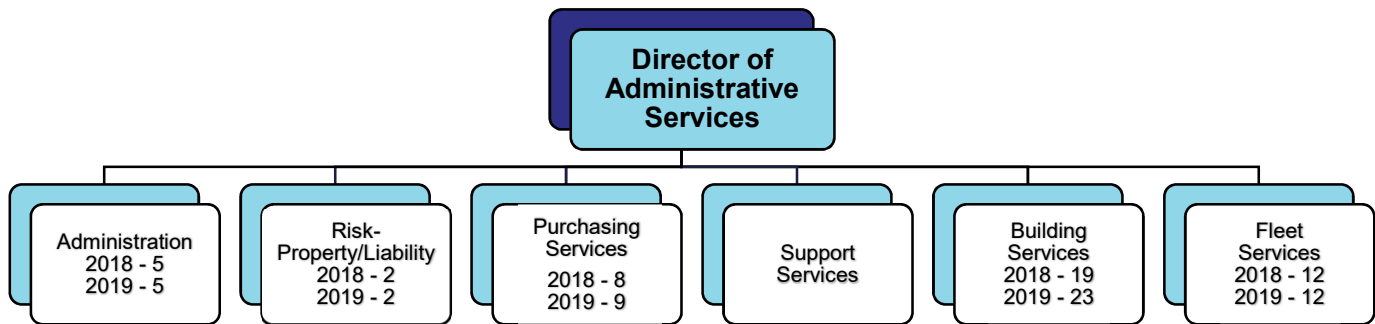 Director of
Administrative
Services
Administration
2018 - 5
2019 - 5
Risk-
Property/Liability
2018 - 2
2019 - 2
Purchasing
Services
2018 - 8
2019 - 9
Support
Services
Building
Services
2018 - 19
2019 - 23
Fleet
Services
2018 - 12
2019 - 12